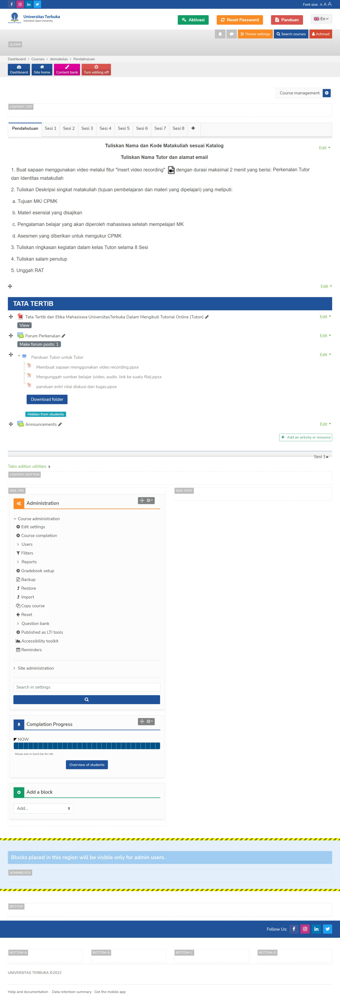 Font size: A A A
Universitas Terbuka
Indonesia Open University
UNIVERSITAS TERBUKA
Aktivasi
Reset Password
Panduan
En
Theme settings
Search courses
Achmad
SLIDER
Dashboard > Courses > demokelas > Pendahuluan
Dashboard
Site home
Content bank
Turn editing off
Course management
CONTENT-TOP
Pendahuluan
Sesi 1
Sesi 2
Sesi 3
Sesi 4
Sesi 5
Sesi 6
Sesi 7
Sesi 8
Tuliskan Nama dan Kode Matakuliah sesuai Katalog
Edit
Tuliskan Nama Tutor dan alamat email
1. Buat sapaan menggunakan video melalui fitur "insert video recording" dengan durasi maksimal 2 menit yang berisi: Perkenalan Tutor
dan Identitas matakuliah
2. Tuliskan Deskripsi singkat matakuliah (tujuan pembelajaran dan materi yang dipelajari) yang meliputi:
a. Tujuan MK/ CPMK
b. Materi esensial yang disajikan
c. Pengalaman belajar yang akan diperoleh mahasiswa setelah mempelajari MK
d. Asesmen yang diberikan untuk mengukur CPMK
3. Tuliskan ringkasan kegiatan dalam kelas Tuton selama 8 Sesi
4. Tuliskan salam penutup
5. Unggah RAT
Edit
TATA TERTIB
Tata Tertib dan Etika Mahasiswa UniversitasTerbuka Dalam Mengikuti Tutorial Online (Tuton)
Edit
View
Forum Perkenalan
Edit
Make forum posts: 1
Edit
Panduan Tuton untuk Tutor
Membuat sapaan menggunakan video recording.ppsx
Mengunggah sumber belajar (video, audio. link ke suatu file).ppsx
panduan entri nilai diskusi dan tugas.ppsx
Download folder
Hidden from students
Announcements
Edit
Add an activity or resource
Sesi 1
Tabs edition utilities
CONTENT-BOTTOM
SIDE-PRE
SIDE-POST
Administration
Course administration
Edit settings
Course completion
Users
Filters
Reports
Gradebook setup
Backup
Restore
Import
Copy course
Reset
Question bank
Published as LTI tools
Accessibility toolkit
Reminders
Site administration
Search in settings
Completion Progress
NOW
Mouse over or touch bar for info.
Overview of students
Add a block
Add...
Blocks placed in this region will be visible only for admin users.
ADMINBLOCK
BOTTOM
Follow Us:
BOTTOM-A
BOTTOM-B
BOTTOM-C
BOTTOM-D
UNIVERSITAS TERBUKA ©2022
Help and documentation
Data retention summary
Get the mobile app